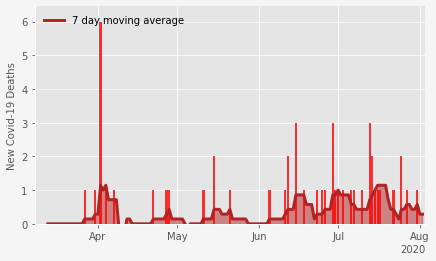 7 day moving average
New Covid-19 Deaths
6
5
4
3
2
1
0
Apr
May
Jun
Jul
Aug
2020